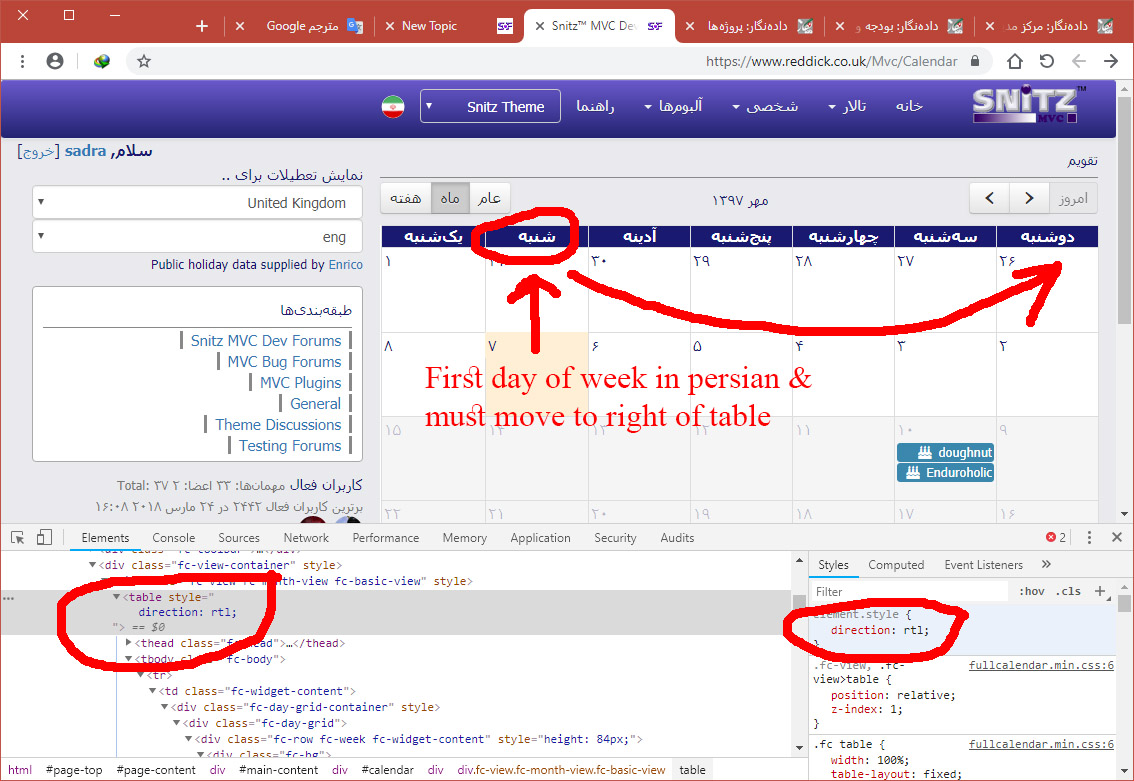 مترجم Google
New Topic
Snitz™ MVC De
داده‌نگار: پروژه‌ها
داده‌نگار: بودجه و
داده‌نگار: مرکز مد
https://www.reddick.co.uk/Mvc/Calendar
SNITZ™
MVC
خانه
تالار
شخصی
آلبوم‌ها
راهنما
Snitz Theme
سلام, sadra [خروج]
تقویم
نمایش تعطیلات برای ..
United Kingdom
eng
Public holiday data supplied by Enrico
طبقه‌بندی‌ها
Snitz MVC Dev Forums
MVC Bug Forums
MVC Plugins
General
Theme Discussions
Testing Forums
کاربران فعال مهمان‌ها: ۳۳ اعضا: ۲ Total: ۳۷
برترین کاربران فعال ۲۴۴۲ در ۲۴ مارس ۲۰۱۸ ۱۶:۰۸
امروز
مهر ۱۳۹۷
عام ماه هفته
دوشنبه سه‌شنبه چهارشنبه پنج‌شنبه آدینه شنبه یک‌شنبه
۲۶ ۲۷ ۲۸ ۲۹ ۳۰ ۱
۲ ۳ ۴ ۵ ۶ ۷ ۸
First day of week in persian &
must move to right of table
۹ ۱۰ ۱۱ ۱۲ ۱۳ ۱۴ ۱۵
doughnut
Enduroholic
۱۶ ۱۷ ۱۸ ۱۹ ۲۰ ۲۱ ۲۲
Elements Console Sources Network Performance Memory Application Security Audits 2
<div class="fc-toolbar">…</div>
<div class="fc-view-container" style>
fc-view fc-month-view fc-basic-view" style>
<table style="
direction: rtl;
"> == $0
<thead class="fc-head">…</thead>
<tbody class="fc-body">
<tr>
<td class="fc-widget-content">
<div class="fc-day-grid-container" style>
<div class="fc-day-grid">
<div class="fc-row fc-week fc-widget-content" style="height: 84px;">
<div class="fc-bg">
html #page-top #page-content div #main-content div #calendar div div.fc-view.fc-month-view.fc-basic-view table
Styles Computed Event Listeners »
Filter :hov .cls +
element.style {
direction: rtl;
}
.fc-view, .fc-view>table { fullcalendar.min.css:6
position: relative;
z-index: 1;
}
.fc table { fullcalendar.min.css:6
width: 100%;
table-layout: fixed;